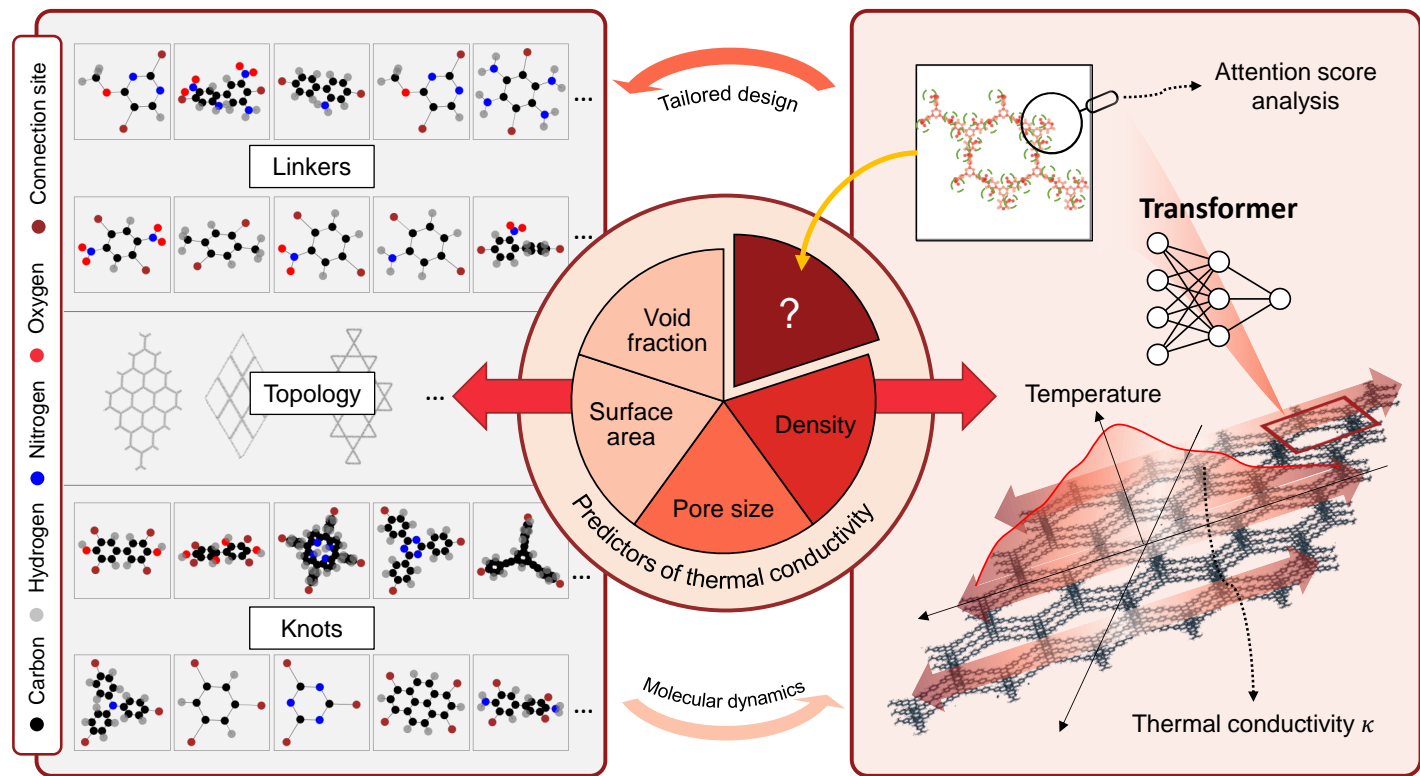 Connection site
Oxygen
Nitrogen
Hydrogen
Carbon
...
Linkers
...
Topology
...
...
Knots
...
Tailored design
Void
fraction
?
Surface
area
Density
Pore size
Predictors of thermal conductivity
Molecular dynamics
Attention score
analysis
Transformer
Temperature
Thermal conductivity κ